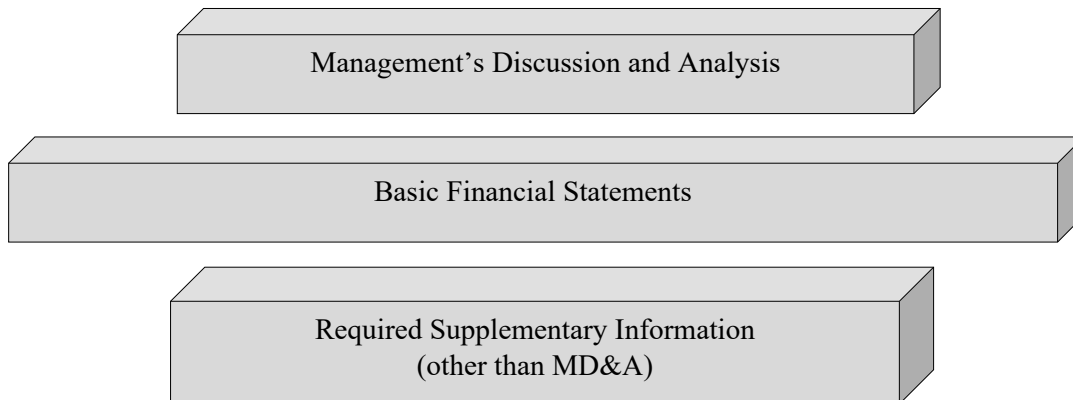 Management’s Discussion and Analysis
Basic Financial Statements
Required Supplementary Information
(other than MD&A)